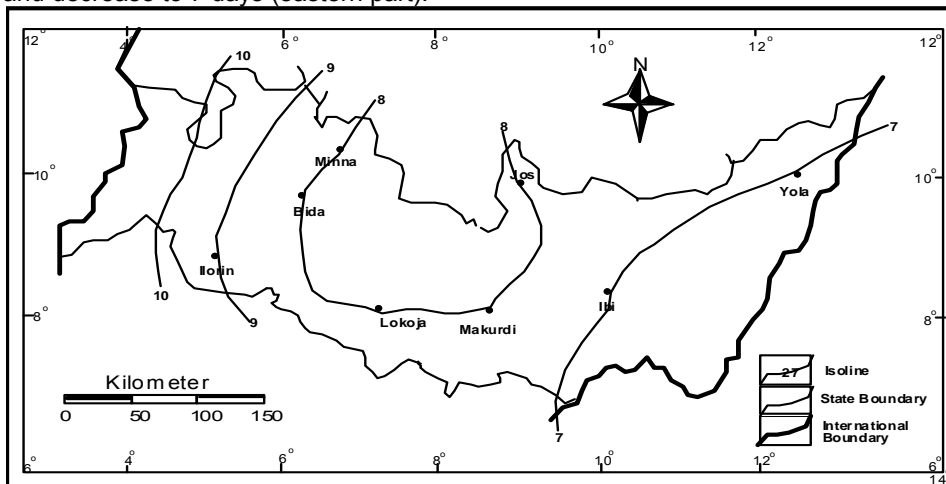 and decrease to 7 days (eastern part).
12° 4° 6° 8° 10° 12° 12°
10 9 8 N
8 7
Minna Jos
10° Yola 10°
Bida
Ilorin Ibi
10 Lokoja Makurdi
8° 9 8°
27 Isoline
Kilometer State Boundary
0 50 100 150 International
7 Boundary
6° 4° 6° 8° 10° 12° 6°
14